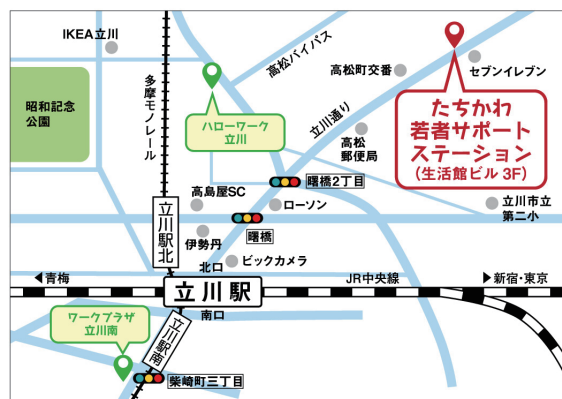 IKEA立川
高松バイパス
高松町交番
セブンイレブン
昭和記念
公園
多摩モノレール
ハローワーク
立川
立川通り
高松
郵便局
たちかわ
若者サポート
ステーション
(生活館ビル3F)
曙橋2丁目
高島屋SC
ローソン
立川市立
第二小
立川駅北
伊勢丹
曙橋
北口
ビックカメラ
青梅
JR中央線
新宿・東京
立川駅
南口
ワークプラザ
立川南
立川駅南
柴崎町三丁目